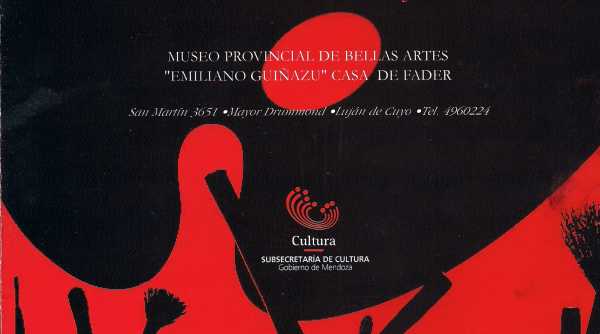 MUSEO PROVINCIAL DE BELLAS ARTES
"EMILIANO GUIÑAZU" CASA DE FADER
San Martín 3651 •Mayor Drummond •Luján de Cuyo •Tel. 4960224
Cultura
SUBSECRETARÍA DE CULTURA
Gobierno de Mendoza